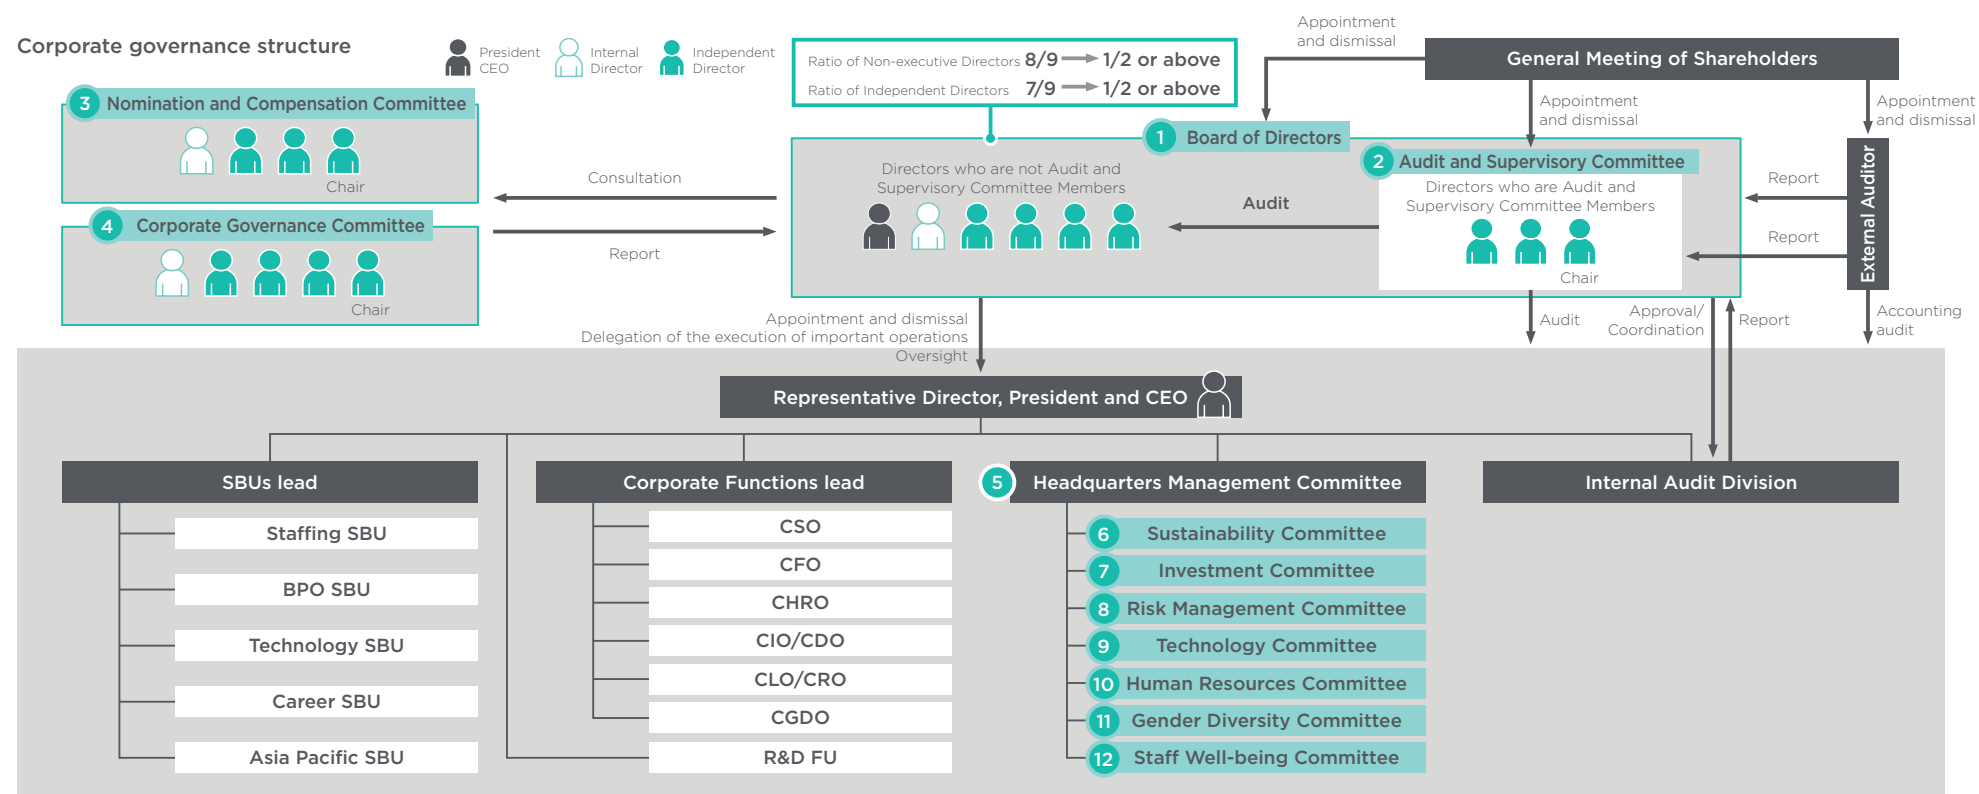 Corporate governance structure
President
CEO
Internal
Director
Independent
Director
Ratio of Non-executive Directors 8/9 1/2 or above
Ratio of Independent Directors 7/9 1/2 or above
Appointment
and dismissal
General Meeting of Shareholders
Appointment
and dismissal
Appointment
and dismissal
3 Nomination and Compensation Committee
Chair
4 Corporate Governance Committee
Chair
Consultation
Report
1 Board of Directors
Directors who are not Audit and
Supervisory Committee Members
Audit
2 Audit and Supervisory Committee
Directors who are Audit and
Supervisory Committee Members
Chair
Report
Report
External Auditor
Appointment and dismissal
Delegation of the execution of important operations
Oversight
Audit
Approval/
Coordination
Report
Accounting
audit
Representative Director, President and CEO
SBUs lead
Staffing SBU
BPO SBU
Technology SBU
Career SBU
Asia Pacific SBU
Corporate Functions lead
CSO
CFO
CHRO
CIO/CDO
CLO/CRO
CGDO
R&D FU
5 Headquarters Management Committee
6 Sustainability Committee
7 Investment Committee
8 Risk Management Committee
9 Technology Committee
10 Human Resources Committee
11 Gender Diversity Committee
12 Staff Well-being Committee
Internal Audit Division